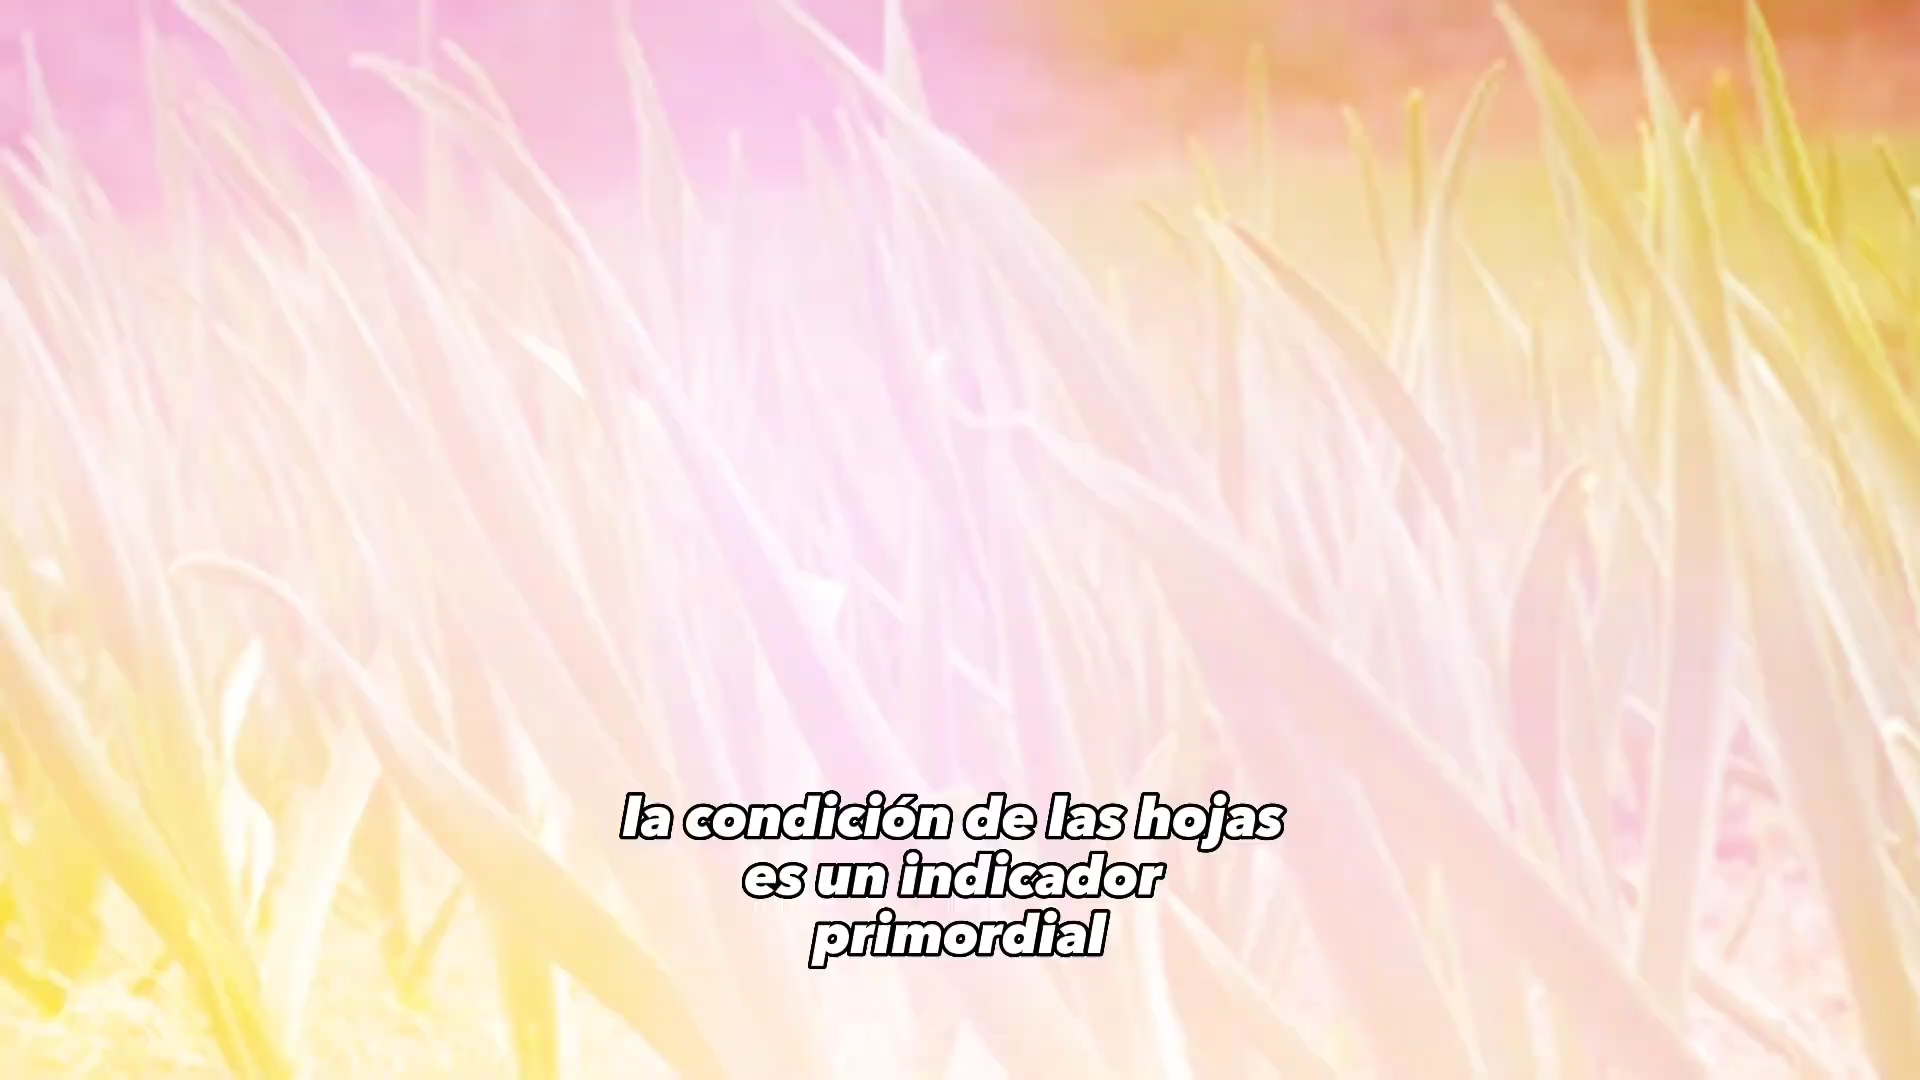 la condición de las hojas
es un indicador
primordial